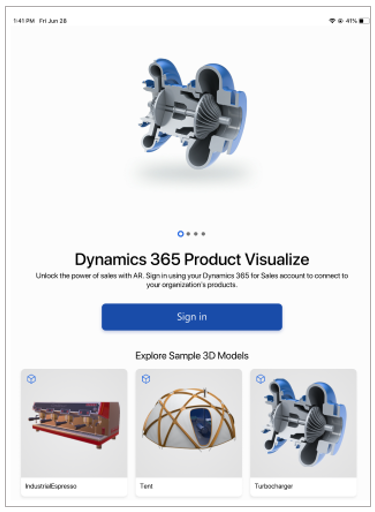 1:41 PM Fri Jun 28 41%
Dynamics 365 Product Visualize
Unlock the power of sales with AR. Sign in using your Dynamics 365 for Sales account to connect to
your organization's products.
Sign in
Explore Sample 3D Models
IndustrialEspresso Tent Turbocharger